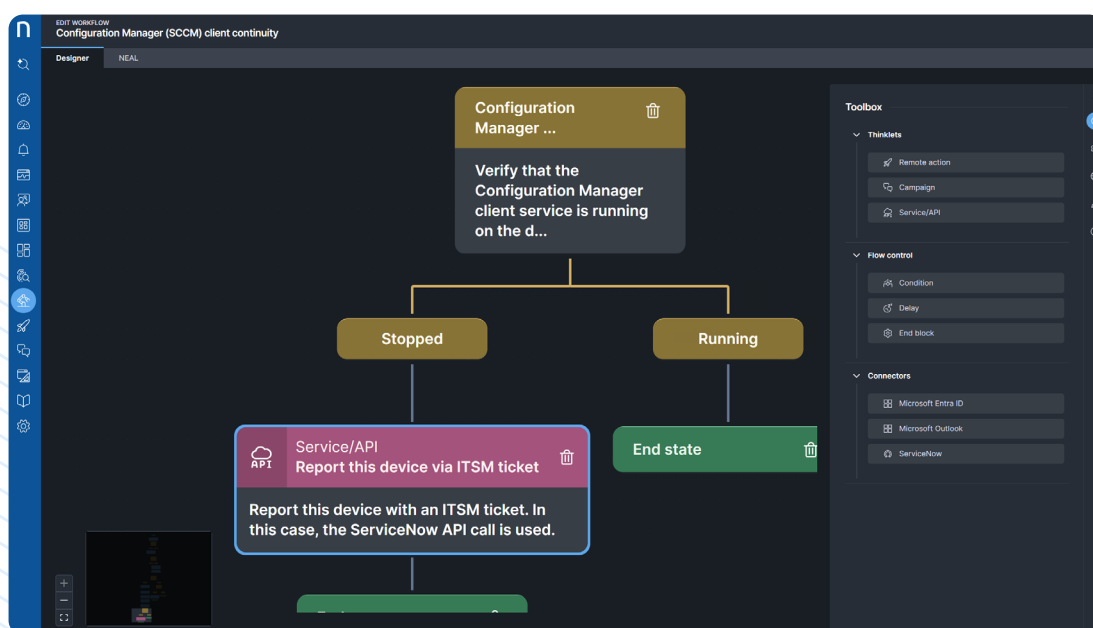 n
EDIT WORKFLOW
Configuration Manager (SCCM) client continuity
Designer
NEAL
Configuration
Manager ...
Verify that the
Configuration Manager
client service is running
on the d...
Stopped
Running
API
Service/API
Report this device via ITSM ticket
Report this device with an ITSM ticket. In
this case, the ServiceNow API call is used.
End state
Toolbox
Thinklets
Remote action
Campaign
Service/API
Flow control
Condition
Delay
End block
Connectors
Microsoft Entra ID
Microsoft Outlook
ServiceNow